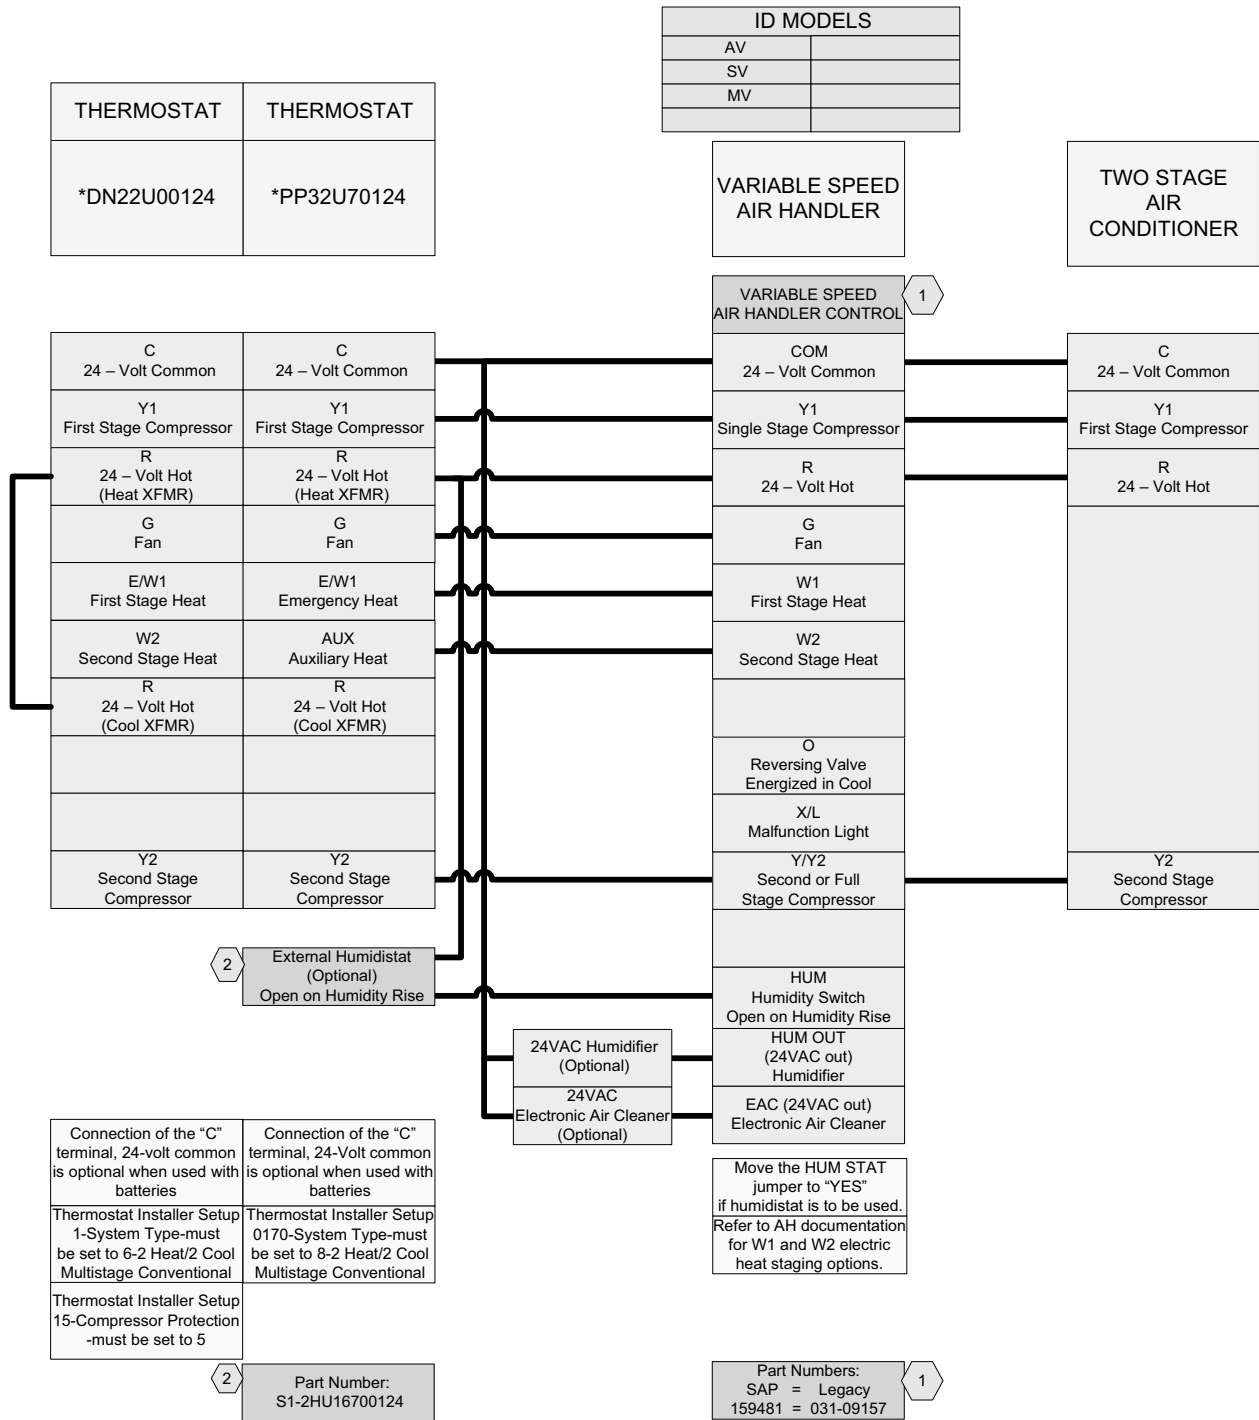 ID MODELS
AV
SV
MV
THERMOSTAT
*DN22U00124
THERMOSTAT
*PP32U70124
VARIABLE SPEED
AIR HANDLER
TWO STAGE
AIR
CONDITIONER
VARIABLE SPEED
AIR HANDLER CONTROL
1
C
24 – Volt Common
Y1
First Stage Compressor
R
24 – Volt Hot
(Heat XFMR)
G
Fan
E/W1
First Stage Heat
W2
Second Stage Heat
R
24 – Volt Hot
(Cool XFMR)
Y2
Second Stage
Compressor
C
24 – Volt Common
Y1
First Stage Compressor
R
24 – Volt Hot
(Heat XFMR)
G
Fan
E/W1
Emergency Heat
AUX
Auxiliary Heat
R
24 – Volt Hot
(Cool XFMR)
Y2
Second Stage
Compressor
2
External Humidistat
(Optional)
Open on Humidity Rise
COM
24 – Volt Common
Y1
Single Stage Compressor
R
24 – Volt Hot
G
Fan
W1
First Stage Heat
W2
Second Stage Heat
O
Reversing Valve
Energized in Cool
X/L
Malfunction Light
Y/Y2
Second or Full
Stage Compressor
HUM
Humidity Switch
Open on Humidity Rise
HUM OUT
(24VAC out)
Humidifier
EAC (24VAC out)
Electronic Air Cleaner
C
24 – Volt Common
Y1
First Stage Compressor
R
24 – Volt Hot
Y2
Second Stage
Compressor
24VAC Humidifier
(Optional)
24VAC
Electronic Air Cleaner
(Optional)
Connection of the “C”
terminal, 24-volt common
is optional when used with
batteries
Thermostat Installer Setup
1-System Type-must
be set to 6-2 Heat/2 Cool
Multistage Conventional
Thermostat Installer Setup
15-Compressor Protection
-must be set to 5
Connection of the “C”
terminal, 24-Volt common
is optional when used with
batteries
Thermostat Installer Setup
0170-System Type-must
be set to 8-2 Heat/2 Cool
Multistage Conventional
Move the HUM STAT
jumper to “YES”
if humidistat is to be used.
Refer to AH documentation
for W1 and W2 electric
heat staging options.
2
Part Number:
S1-2HU16700124
Part Numbers:
SAP = Legacy
159481 = 031-09157
1